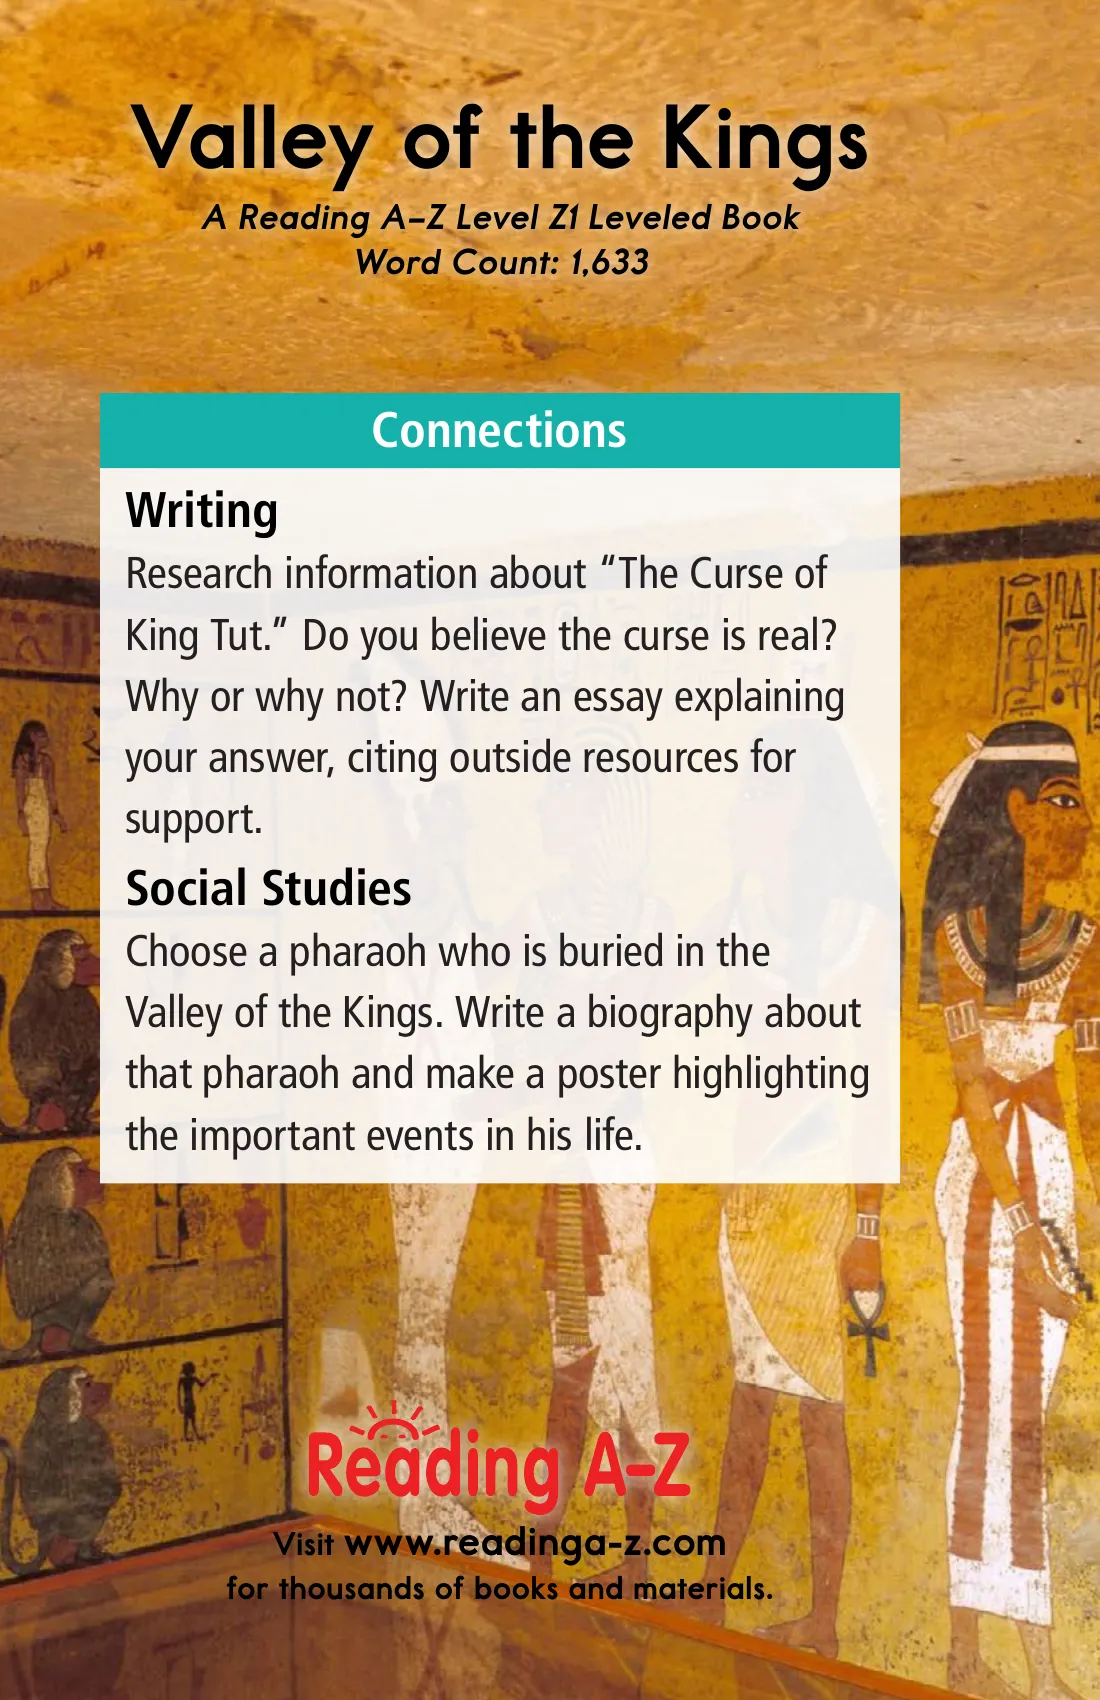 Valley of the Kings
A Reading A–Z Level Z1 Leveled Book
Word Count: 1,633
Connections
Writing
Research information about “The Curse of
King Tut.” Do you believe the curse is real?
Why or why not? Write an essay explaining
your answer, citing outside resources for
support.
Social Studies
Choose a pharaoh who is buried in the
Valley of the Kings. Write a biography about
that pharaoh and make a poster highlighting
the important events in his life.
Reading A–Z
Visit www.readinga-z.com
for thousands of books and materials.